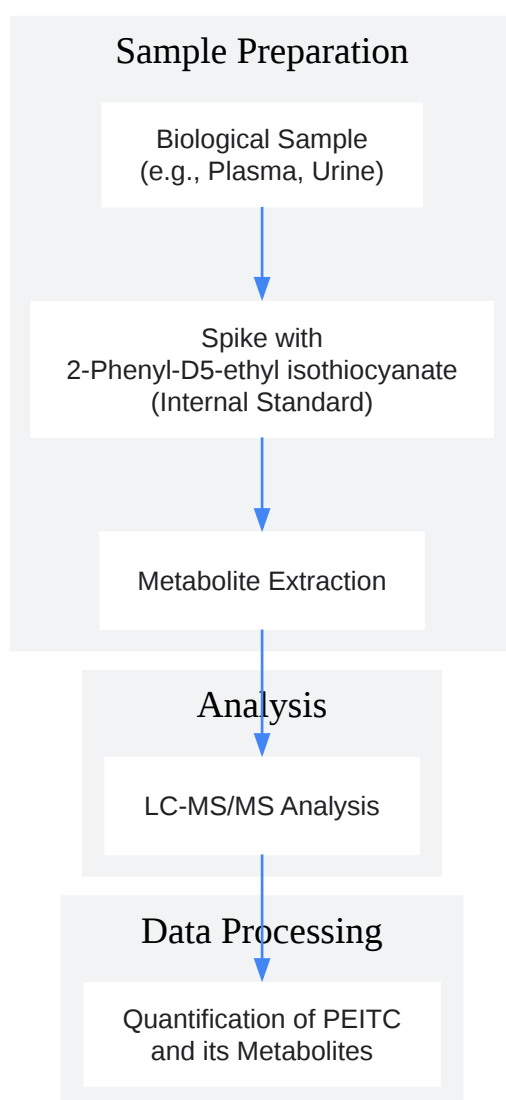 Sample Preparation
Biological Sample
(e.g., Plasma, Urine)
Spike with
2-Phenyl-D5-ethyl isothiocyanate
(Internal Standard)
Metabolite Extraction
Analysis
LC-MS/MS Analysis
Data Processing
Quantification of PEITC
and its Metabolites